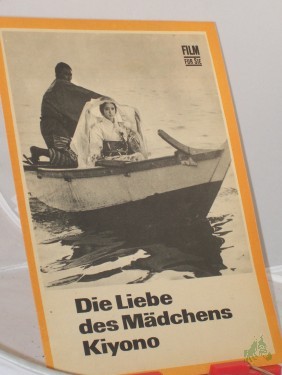 FILM
FÜR SIE
Die Liebe
des Mädchens
Kiyono